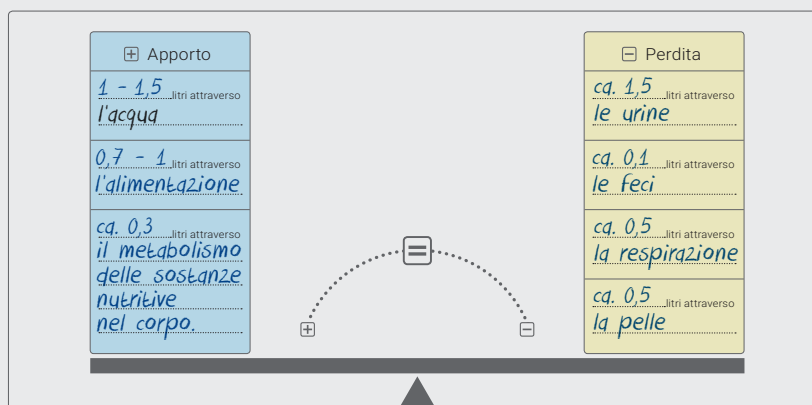 Apporto
1 - 1,5 litri attraverso
l'acqua
0,7 - 1 litri attraverso
l'alimentazione
ca. 0,3 litri attraverso
il metabolismo
delle sostanze
nutritive
nel corpo.
Perdita
ca. 1,5 litri attraverso
le urine
ca. 0,1 litri attraverso
le feci
ca. 0,5 litri attraverso
la respirazione
ca. 0,5 litri attraverso
la pelle